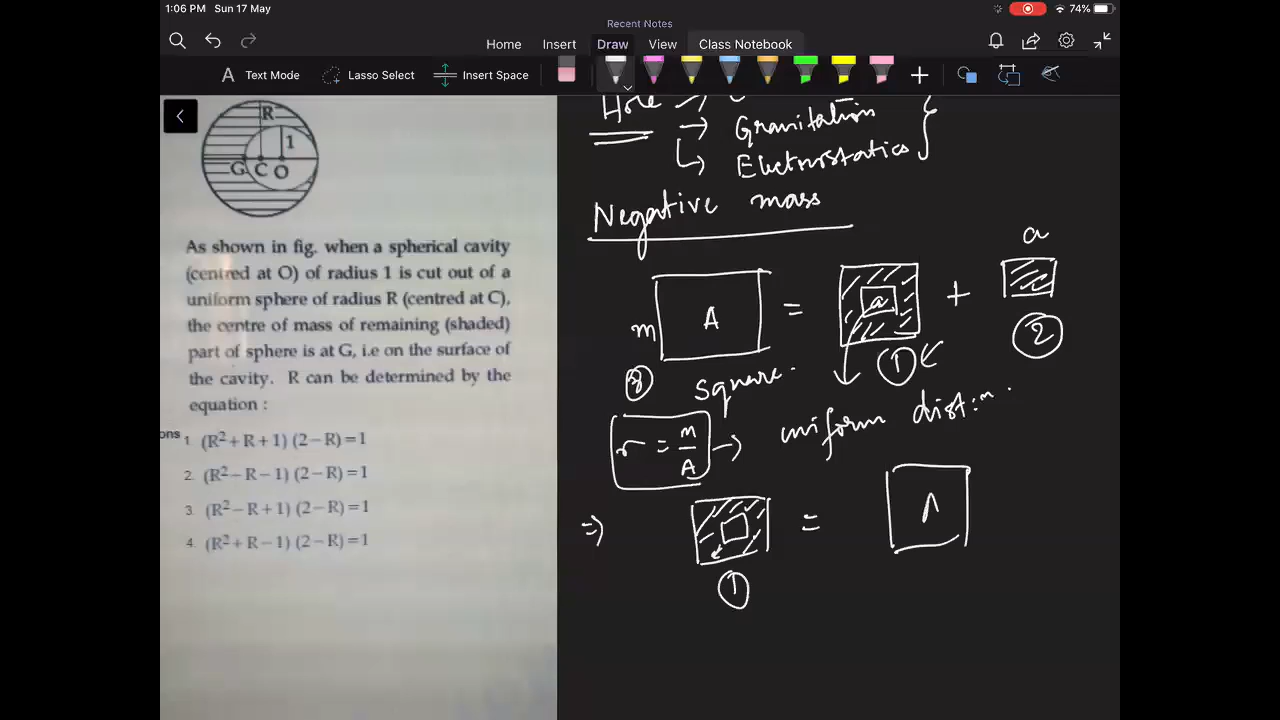 1:06 PM Sun 17 May
74%
Recent Notes
Home Insert Draw View Class Notebook
A Text Mode Lasso Select Insert Space
R
1
G C O
As shown in fig. when a spherical cavity
(centred at O) of radius 1 is cut out of a
uniform sphere of radius R (centred at C),
the centre of mass of remaining (shaded)
part of sphere is at G, i.e on the surface of
the cavity. R can be determined by the
equation :
ons 1 (R²+R+1) (2−R)=1
2. (R²−R−1) (2−R)=1
3. (R²−R+1) (2−R)=1
4. (R²+R−1) (2−R)=1
Hole →
→ Gravitation
↳ Electrostatics
Negative mass
m A = a + a
① ②
square.
σ = m/A → uniform distⁿ.
⇒ = A
①